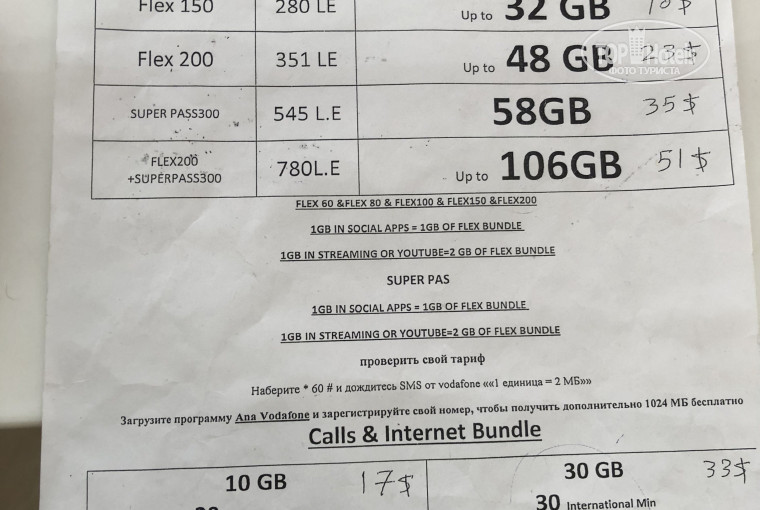 Flex 150 280 LE Up to 32 GB
Flex 200 351 LE Up to 48 GB 23$
SUPER PASS300 545 L.E 58GB 35$
FLEX200
+SUPERPASS300 780L.E Up to 106GB 51$
FLEX 60 &FLEX 80 & FLEX100 & FLEX150 &FLEX200
1GB IN SOCIAL APPS = 1GB OF FLEX BUNDLE
1GB IN STREAMING OR YOUTUBE=2 GB OF FLEX BUNDLE
SUPER PAS
1GB IN SOCIAL APPS = 1GB OF FLEX BUNDLE
1GB IN STREAMING OR YOUTUBE=2 GB OF FLEX BUNDLE
проверить свой тариф
Наберите * 60 # и дождитесь SMS от vodafone ««1 единица = 2 МБ»»
Загрузите программу Ana Vodafone и зарегистрируйте свой номер, чтобы получить дополнительно 1024 МБ бесплатно
Calls & Internet Bundle
10 GB 17$ 30 GB 33$
30 International Min
ФОТО ТУРИСТА